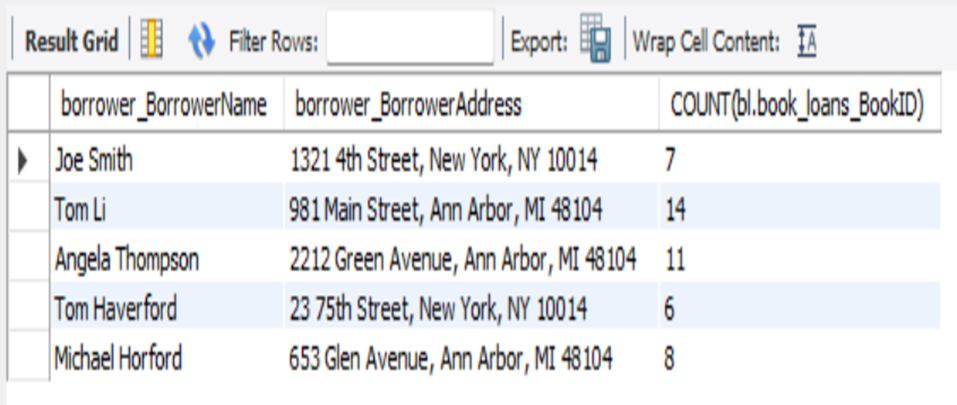 Result Grid Filter Rows: Export: Wrap Cell Content: IA
borrower_BorrowerName borrower_BorrowerAddress COUNT(bl.book_loans_BookID)
Joe Smith 1321 4th Street, New York, NY 10014 7
Tom Li 981 Main Street, Ann Arbor, MI 48104 14
Angela Thompson 2212 Green Avenue, Ann Arbor, MI 48104 11
Tom Haverford 23 75th Street, New York, NY 10014 6
Michael Horford 653 Glen Avenue, Ann Arbor, MI 48104 8